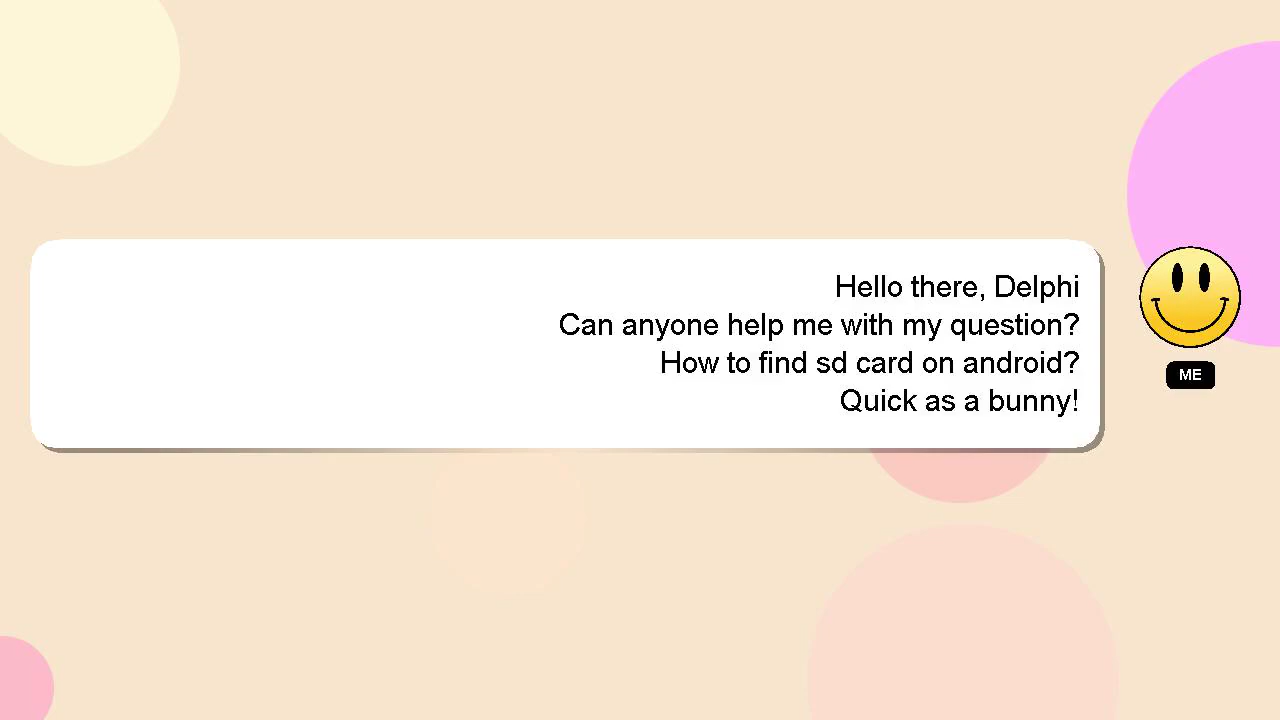 Hello there, Delphi
Can anyone help me with my question?
How to find sd card on android?
Quick as a bunny!
ME